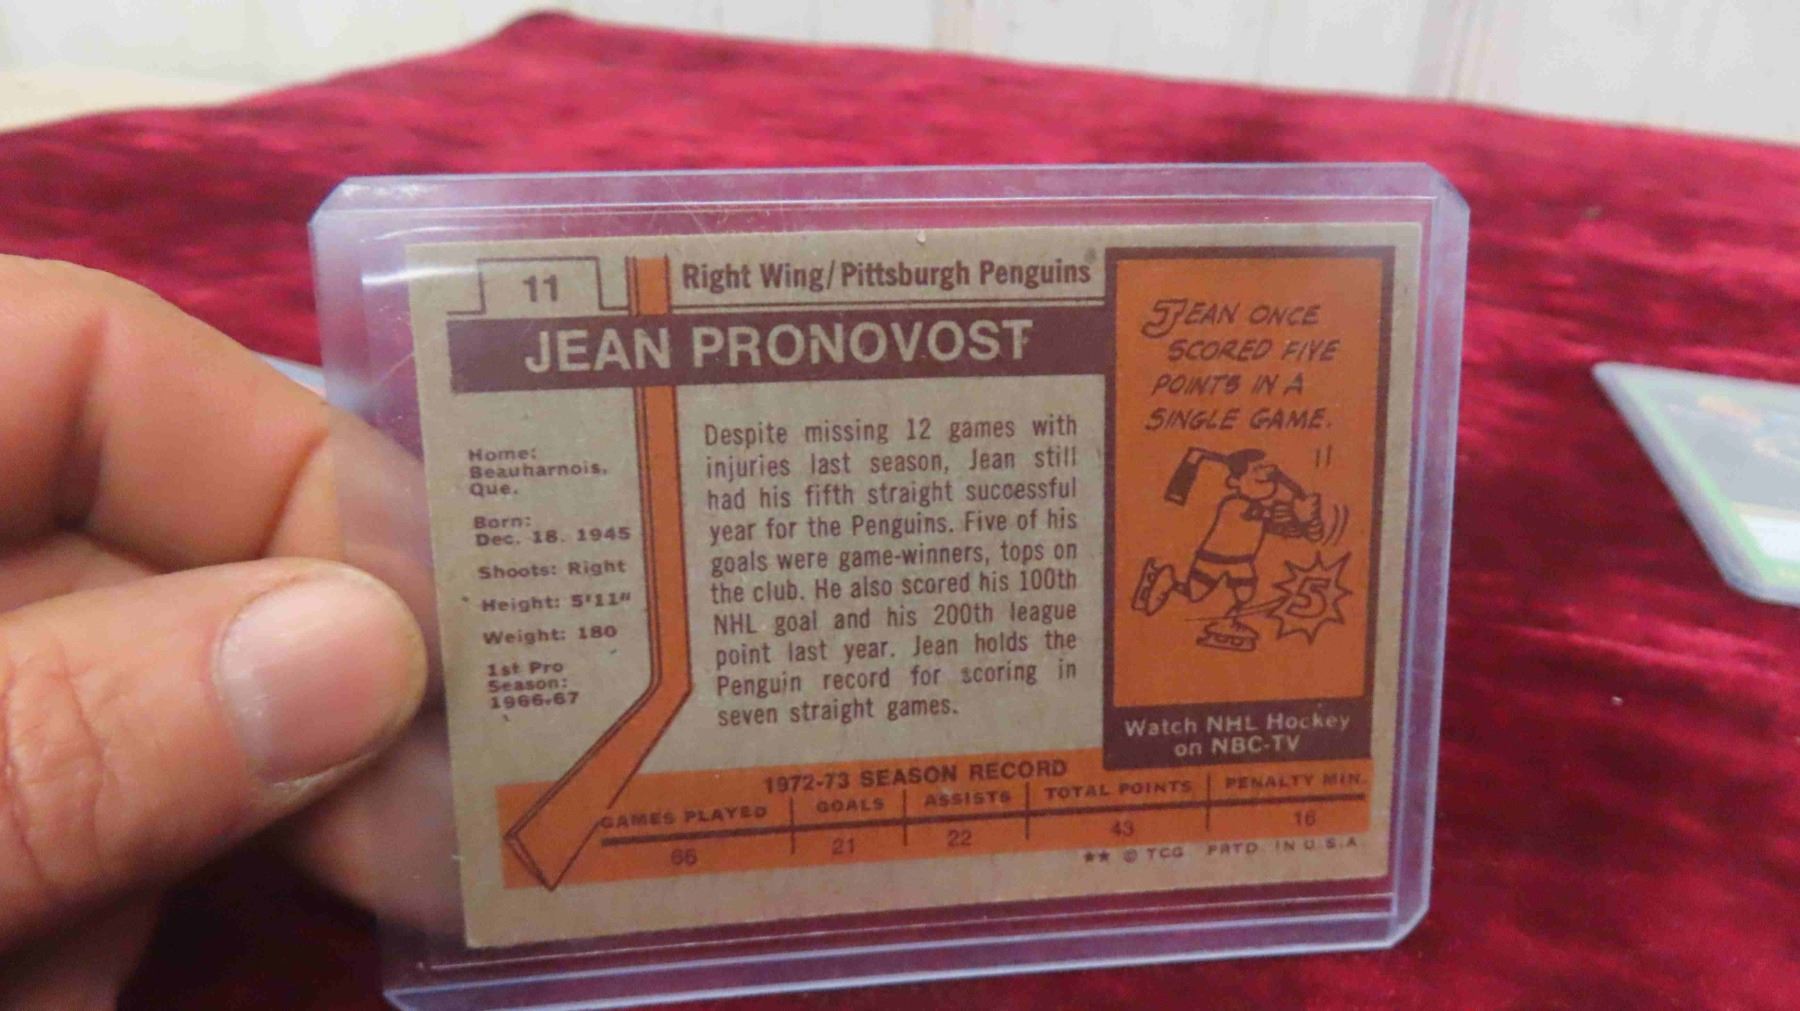 11
Right Wing/Pittsburgh Penguins
JEAN PRONOVOST
Home:
Beauharnois,
Que.
Born:
Dec. 18, 1945
Shoots: Right
Height: 5'11"
Weight: 180
1st Pro
Season:
1966-67
Despite missing 12 games with
injuries last season, Jean still
had his fifth straight successful
year for the Penguins. Five of his
goals were game-winners, tops on
the club. He also scored his 100th
NHL goal and his 200th league
point last year. Jean holds the
Penguin record for scoring in
seven straight games.
JEAN ONCE
SCORED FIVE
POINTS IN A
SINGLE GAME.
5
Watch NHL Hockey
on NBC-TV
1972-73 SEASON RECORD
GAMES PLAYED GOALS ASSISTS TOTAL POINTS PENALTY MIN.
66 21 22 43 16
** © TCG PRTD. IN U.S.A.